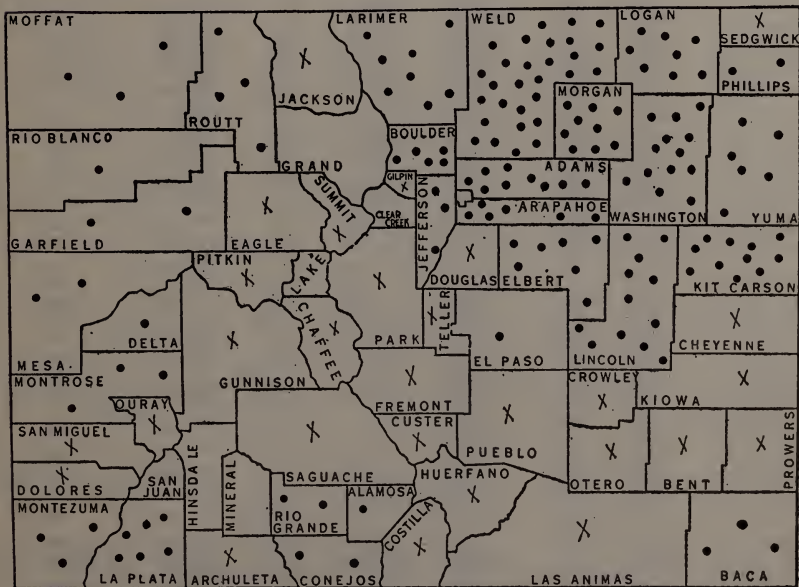 MOFFAT
LARIMER
WELD
LOGAN
SEDGWICK
PHILLIPS
JACKSON
MORGAN
ROUTT
BOULDER
RIO BLANCO
GRAND
GILPIN
ADAMS
SUMMIT
CLEAR
CREEK
JEFFERSON
ARAPAHOE
WASHINGTON
YUMA
GARFIELD
EAGLE
PITKIN
LAKE
DOUGLAS
ELBERT
KIT CARSON
CHAFFEE
TELLER
DELTA
PARK
EL PASO
LINCOLN
CHEYENNE
MESA
MONTROSE
GUNNISON
CROWLEY
KIOWA
OURAY
FREMONT
CUSTER
PUEBLO
PROWERS
SAN MIGUEL
HINSDALE
MINERAL
SAGUACHE
HUERFANO
OTERO
BENT
DOLORES
SAN
JUAN
ALAMOSA
MONTEZUMA
RIO
GRANDE
COSTILLA
LA PLATA
ARCHULETA
CONEJOS
LAS ANIMAS
BACA